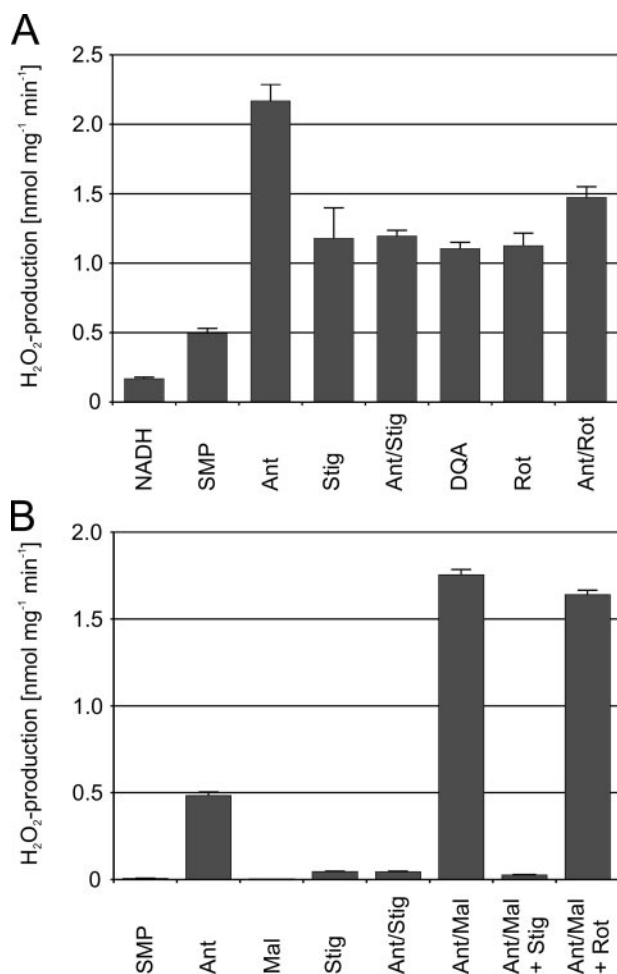 A
H₂O₂-production [nmol mg⁻¹ min⁻¹]
2.5
2.0
1.5
1.0
0.5
0
NADH
SMP
Ant
Stig
Ant/Stig
DQA
Rot
Ant/Rot
B
H₂O₂-production [nmol mg⁻¹ min⁻¹]
2.0
1.5
1.0
0.5
0
SMP
Ant
Mal
Stig
Ant/Stig
Ant/Mal
Ant/Mal
+ Stig
Ant/Mal
+ Rot